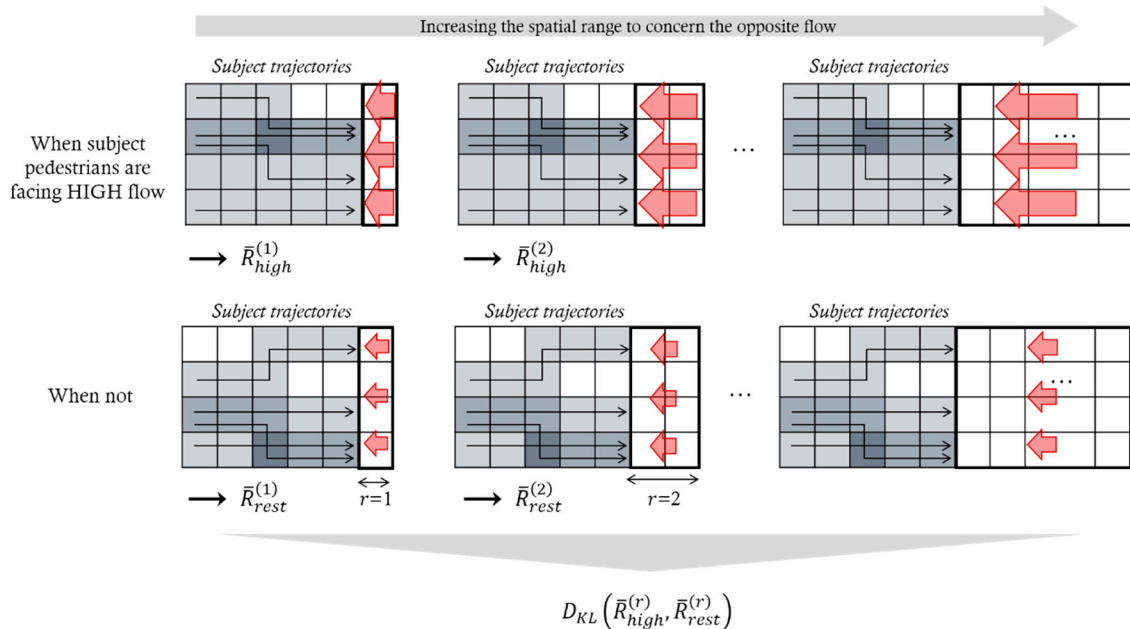 Increasing the spatial range to concern the opposite flow
Subject trajectories
Subject trajectories
Subject trajectories
When subject
pedestrians are
facing HIGH flow
...
...
R̄_{high}^{(1)}
R̄_{high}^{(2)}
Subject trajectories
Subject trajectories
Subject trajectories
When not
...
...
R̄_{rest}^{(1)}
r=1
R̄_{rest}^{(2)}
r=2
D_{KL}(R̄_{high}^{(r)}, R̄_{rest}^{(r)})